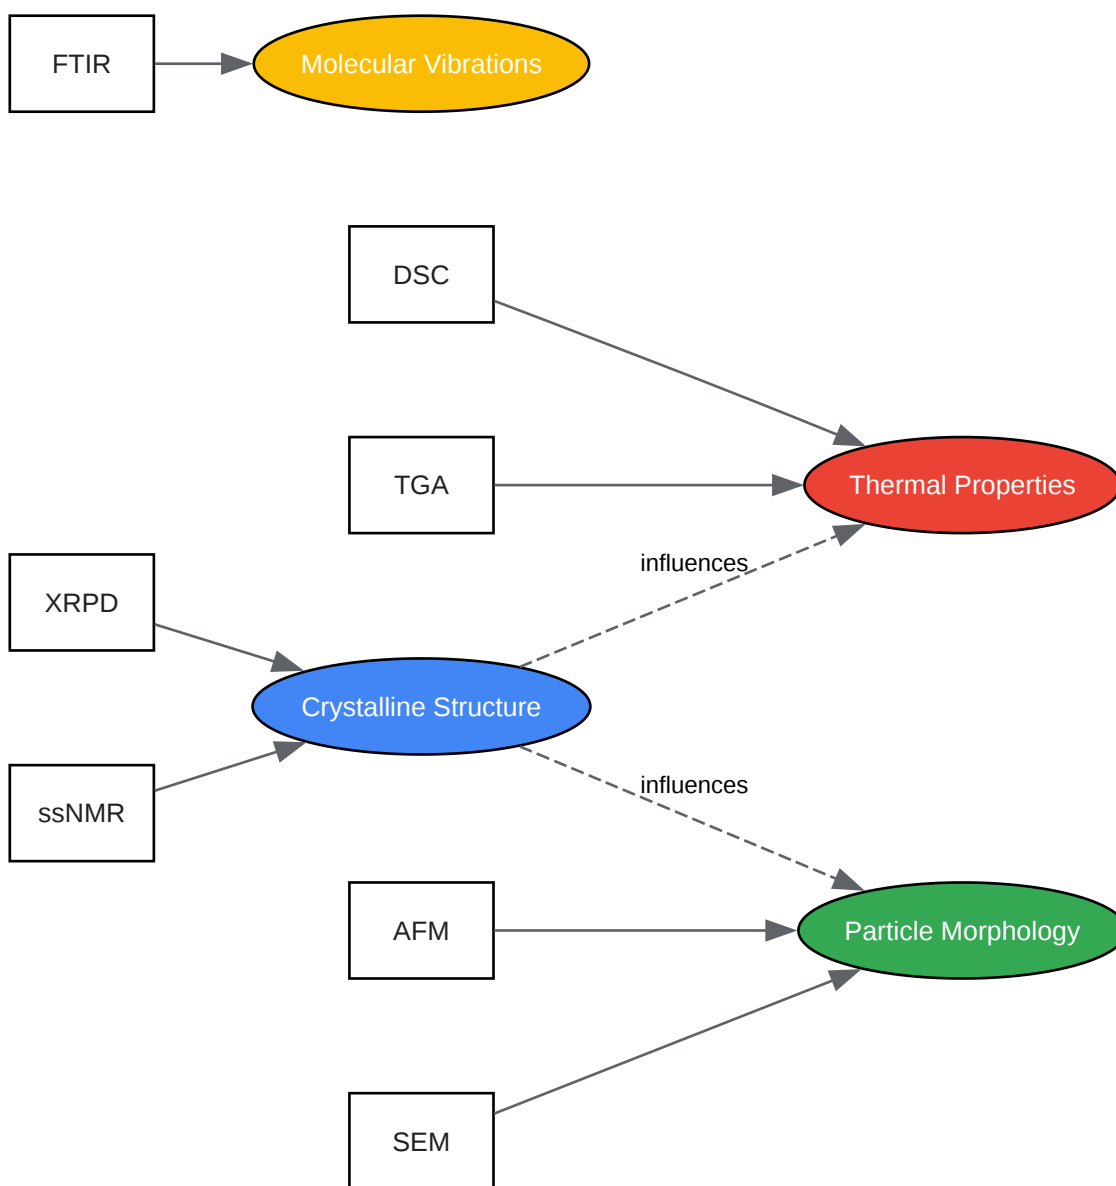 FTIR
Molecular Vibrations
DSC
TGA
Thermal Properties
XRPD
influences
Crystalline Structure
influences
ssNMR
AFM
Particle Morphology
SEM